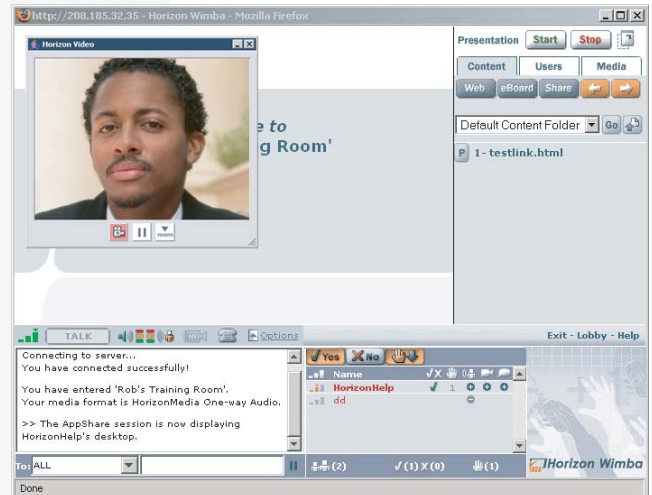 http://208.185.32.35 - Horizon Wimba - Mozilla Firefox
Horizon Video
e to
g Room'
more
Presentation Start Stop
Content Users Media
Web eBoard Share
Default Content Folder Go
P 1- testlink.html
TALK Options
Exit - Lobby - Help
Connecting to server...
You have connected successfully!
You have entered 'Rob's Training Room'.
Your media format is HorizonMedia One-way Audio.
>> The AppShare session is now displaying
HorizonHelp's desktop.
To: ALL
Yes No
Name
HorizonHelp 1
dd
(2) √(1) X (0) (1)
Horizon Wimba
Done